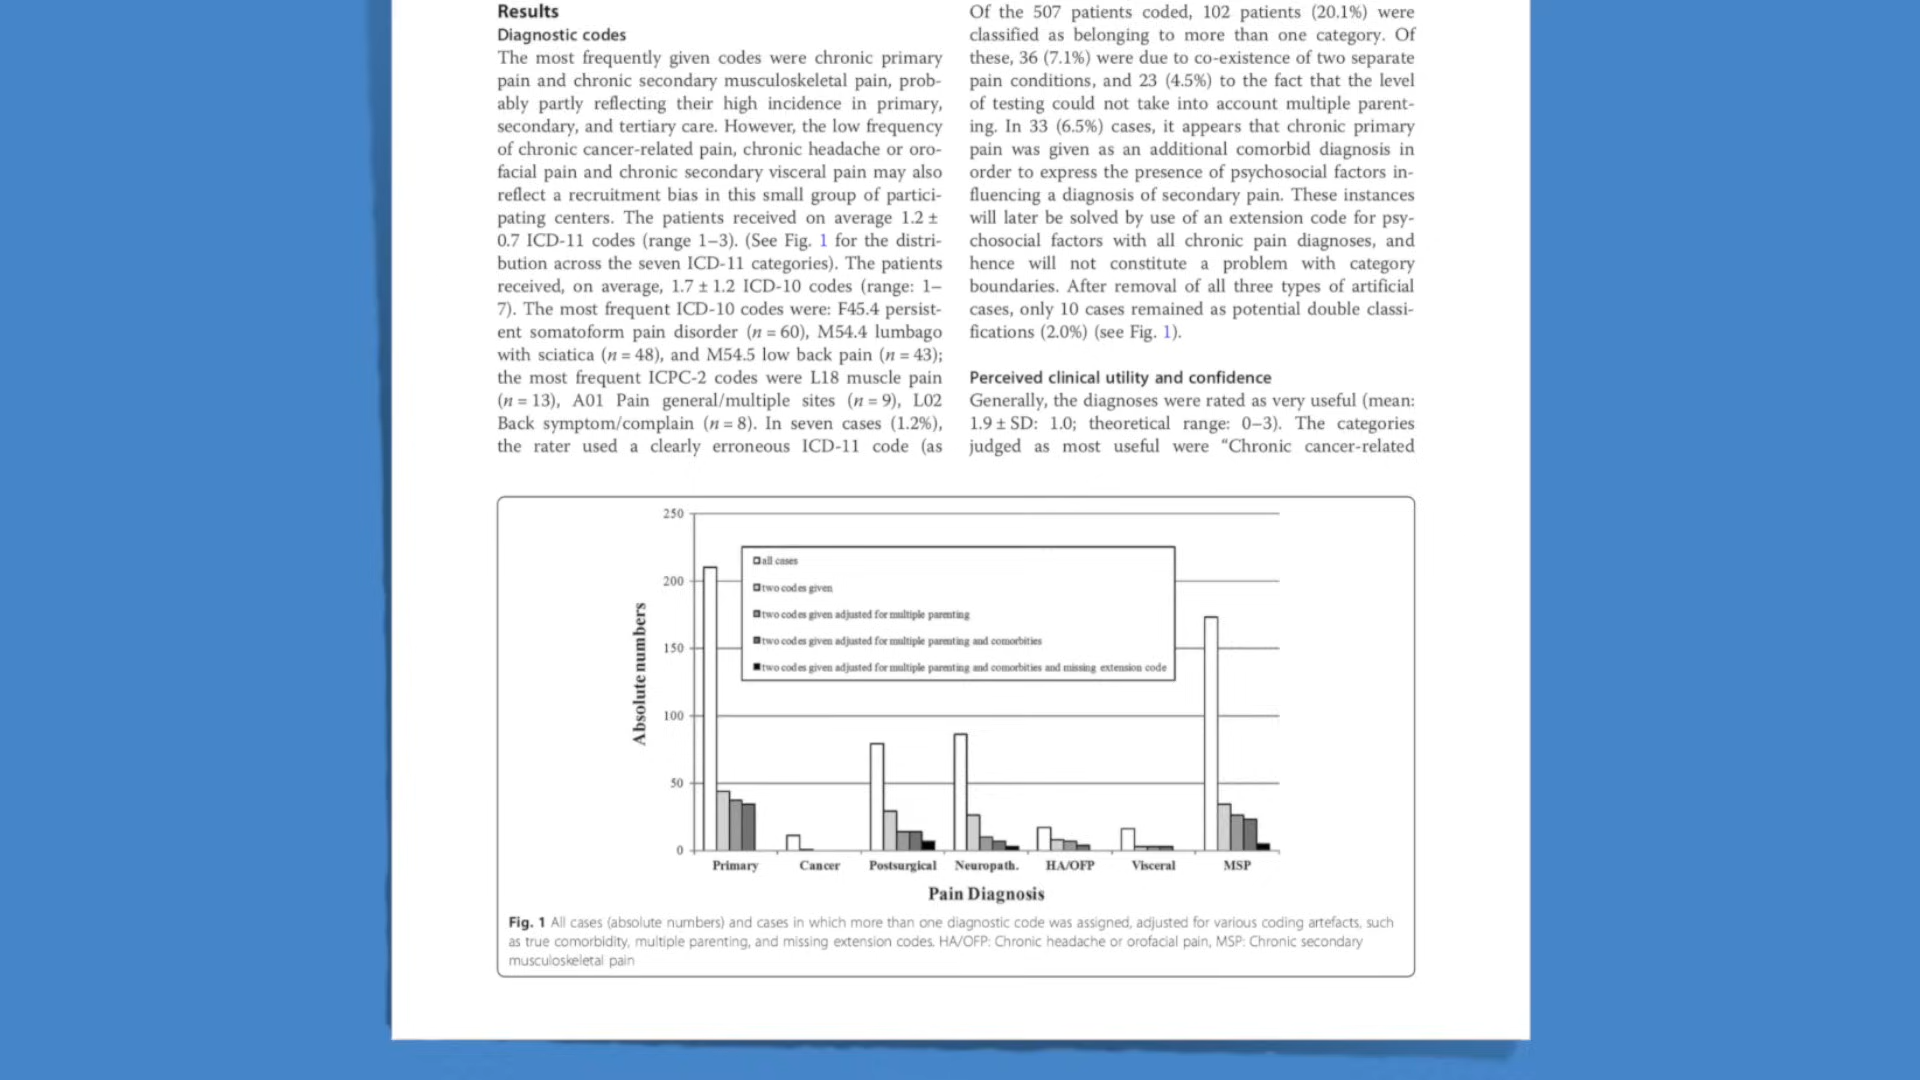 Results
Diagnostic codes
The most frequently given codes were chronic primary
pain and chronic secondary musculoskeletal pain, prob-
ably partly reflecting their high incidence in primary,
secondary, and tertiary care. However, the low frequency
of chronic cancer-related pain, chronic headache or oro-
facial pain and chronic secondary visceral pain may also
reflect a recruitment bias in this small group of partici-
pating centers. The patients received on average 1.2 ±
0.7 ICD-11 codes (range 1–3). (See Fig. 1 for the distri-
bution across the seven ICD-11 categories). The patients
received, on average, 1.7 ± 1.2 ICD-10 codes (range: 1–
7). The most frequent ICD-10 codes were: F45.4 persist-
ent somatoform pain disorder (n = 60), M54.4 lumbago
with sciatica (n = 48), and M54.5 low back pain (n = 43);
the most frequent ICPC-2 codes were L18 muscle pain
(n = 13), A01 Pain general/multiple sites (n = 9), L02
Back symptom/complain (n = 8). In seven cases (1.2%),
the rater used a clearly erroneous ICD-11 code (as
Of the 507 patients coded, 102 patients (20.1%) were
classified as belonging to more than one category. Of
these, 36 (7.1%) were due to co-existence of two separate
pain conditions, and 23 (4.5%) to the fact that the level
of testing could not take into account multiple parent-
ing. In 33 (6.5%) cases, it appears that chronic primary
pain was given as an additional comorbid diagnosis in
order to express the presence of psychosocial factors in-
fluencing a diagnosis of secondary pain. These instances
will later be solved by use of an extension code for psy-
chosocial factors with all chronic pain diagnoses, and
hence will not constitute a problem with category
boundaries. After removal of all three types of artificial
cases, only 10 cases remained as potential double classi-
fications (2.0%) (see Fig. 1).
Perceived clinical utility and confidence
Generally, the diagnoses were rated as very useful (mean:
1.9 ± SD: 1.0; theoretical range: 0–3). The categories
judged as most useful were “Chronic cancer-related
250
200
150
100
50
0
Absolute numbers
all cases
two codes given
two codes given adjusted for multiple parenting
two codes given adjusted for multiple parenting and comorbities
two codes given adjusted for multiple parenting and comorbities and missing extension code
Primary Cancer Postsurgical Neuropath. HA/OFP Visceral MSP
Pain Diagnosis
Fig. 1 All cases (absolute numbers) and cases in which more than one diagnostic code was assigned, adjusted for various coding artefacts, such
as true comorbidity, multiple parenting, and missing extension codes. HA/OFP: Chronic headache or orofacial pain, MSP: Chronic secondary
musculoskeletal pain